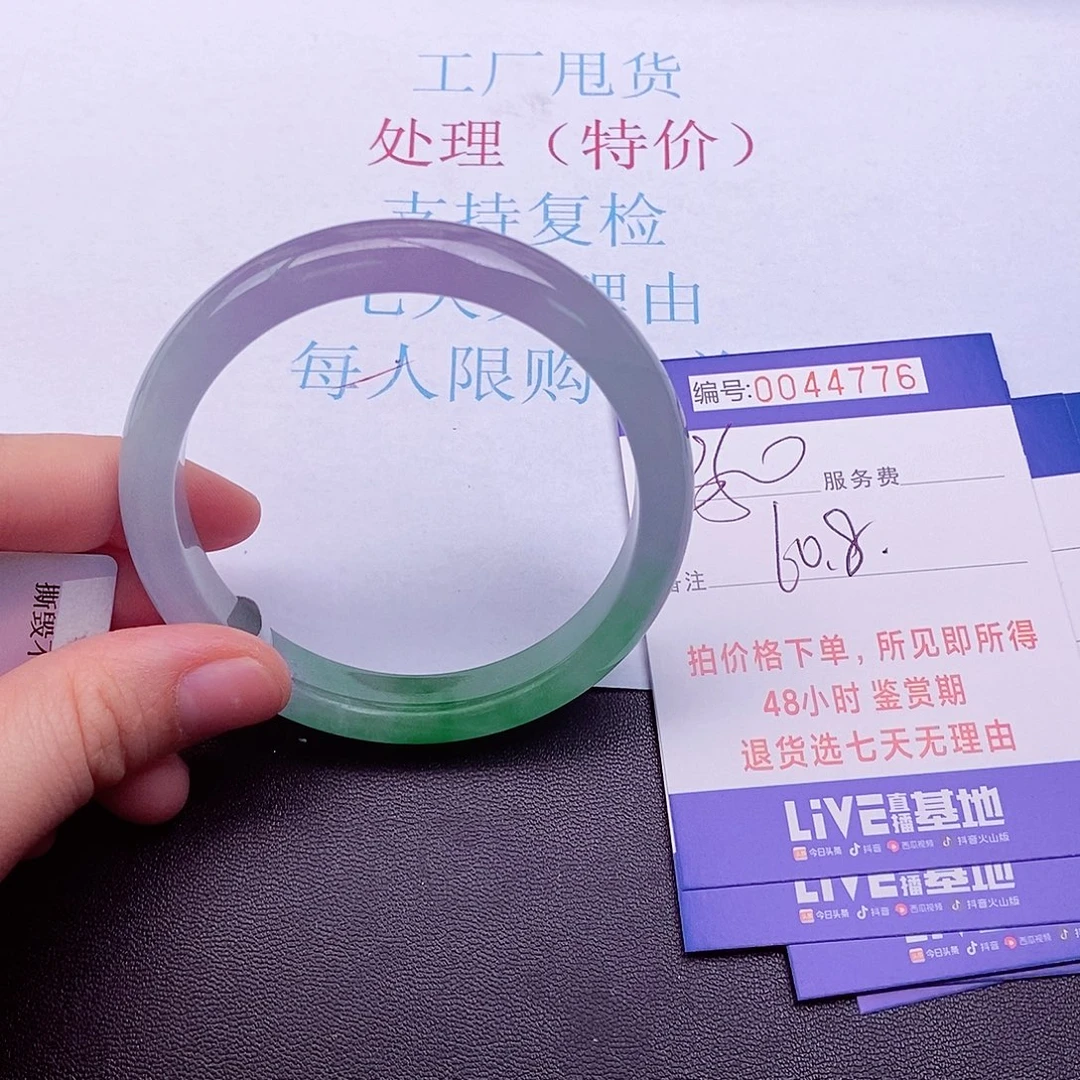 工厂甩货
处理（特价）
支持复检
七天无理由
每人限购
编号:0044776
服务费
备注 60.8.
拍价格下单，所见即所得
48小时 鉴赏期
退货选七天无理由
LiVE直播基地
今日头条 抖音 西瓜视频 抖音火山版
LiVE直播基地
今日头条 抖音 西瓜视频 抖音火山版
今日头条 抖音 西瓜视频
撕毁